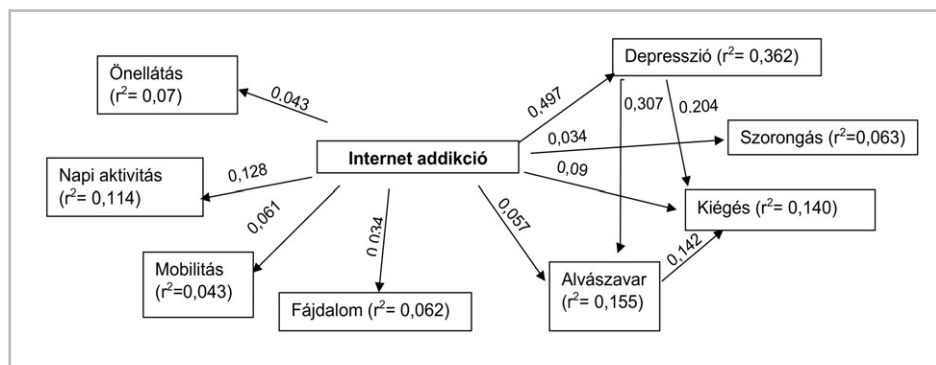 Depresszió (r²= 0,362)
Önellátás
(r²= 0,07)
0.043
0,497
0,307
0.204
0,034
Szorongás (r²=0,063)
Internet addikció
Napi aktivitás
(r²= 0,114)
0,128
0,09
Kiégés (r²= 0,140)
0,061
0,034
0,057
0,142
Mobilitás
(r²=0,043)
Fájdalom (r²= 0,062)
Alvászavar
(r²= 0,155)